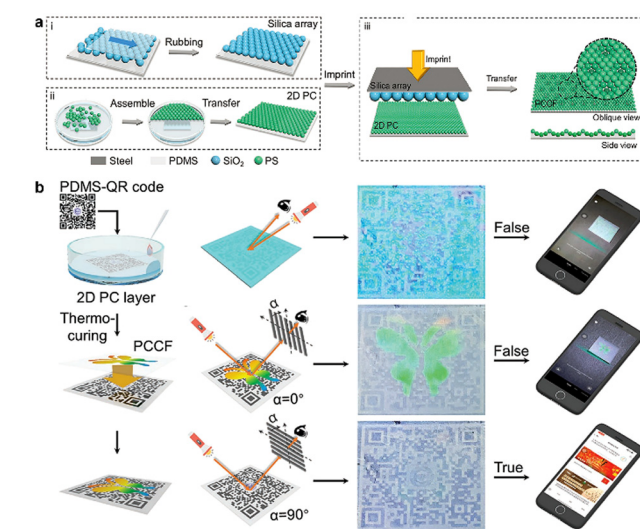 a
i
Rubbing
Silica array
ii
Assemble
Transfer
2D PC
Imprint
iii
Imprint
Silica array
2D PC
Transfer
PCCF
Oblique view
Side view
Steel
PDMS
SiO₂
PS
b
PDMS-QR code
2D PC layer
False
Thermo-
curing
PCCF
α
α=0°
False
α
α=90°
True